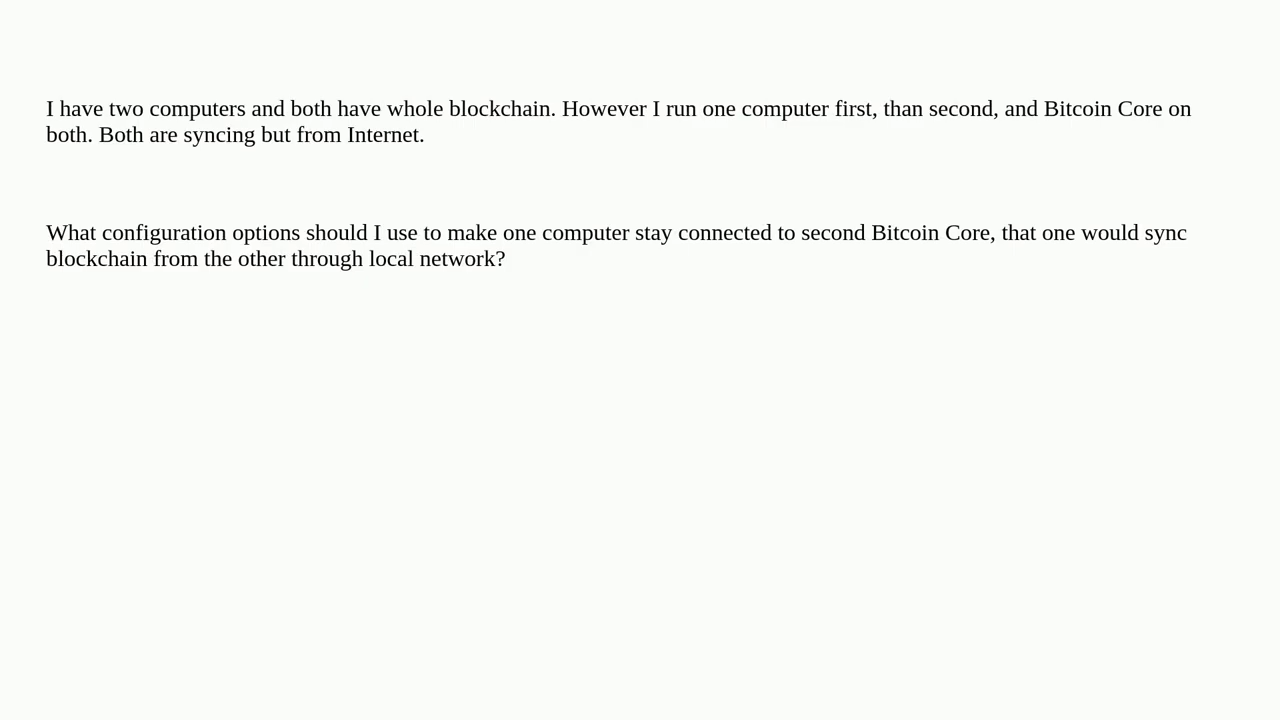 I have two computers and both have whole blockchain. However I run one computer first, than second, and Bitcoin Core on
both. Both are syncing but from Internet.
What configuration options should I use to make one computer stay connected to second Bitcoin Core, that one would sync
blockchain from the other through local network?